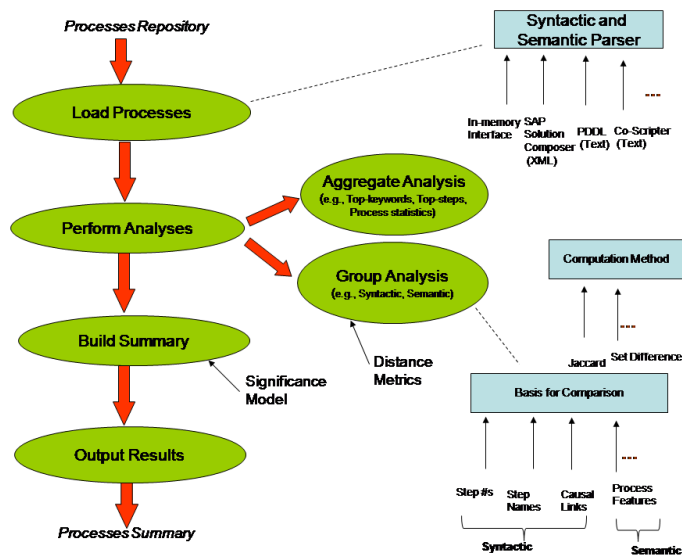 Processes Repository
Load Processes
Perform Analyses
Build Summary
Output Results
Processes Summary
Aggregate Analysis
(e.g., Top-keywords, Top-steps,
Process statistics)
Group Analysis
(e.g., Syntactic, Semantic)
Significance
Model
Distance
Metrics
Syntactic and
Semantic Parser
In-memory
Interface
SAP
Solution
Composer
(XML)
PDDL
(Text)
Co-Scripter
(Text)
Computation Method
Jaccard
Set Difference
Basis for Comparison
Step #s
Step
Names
Causal
Links
Process
Features
Syntactic
Semantic